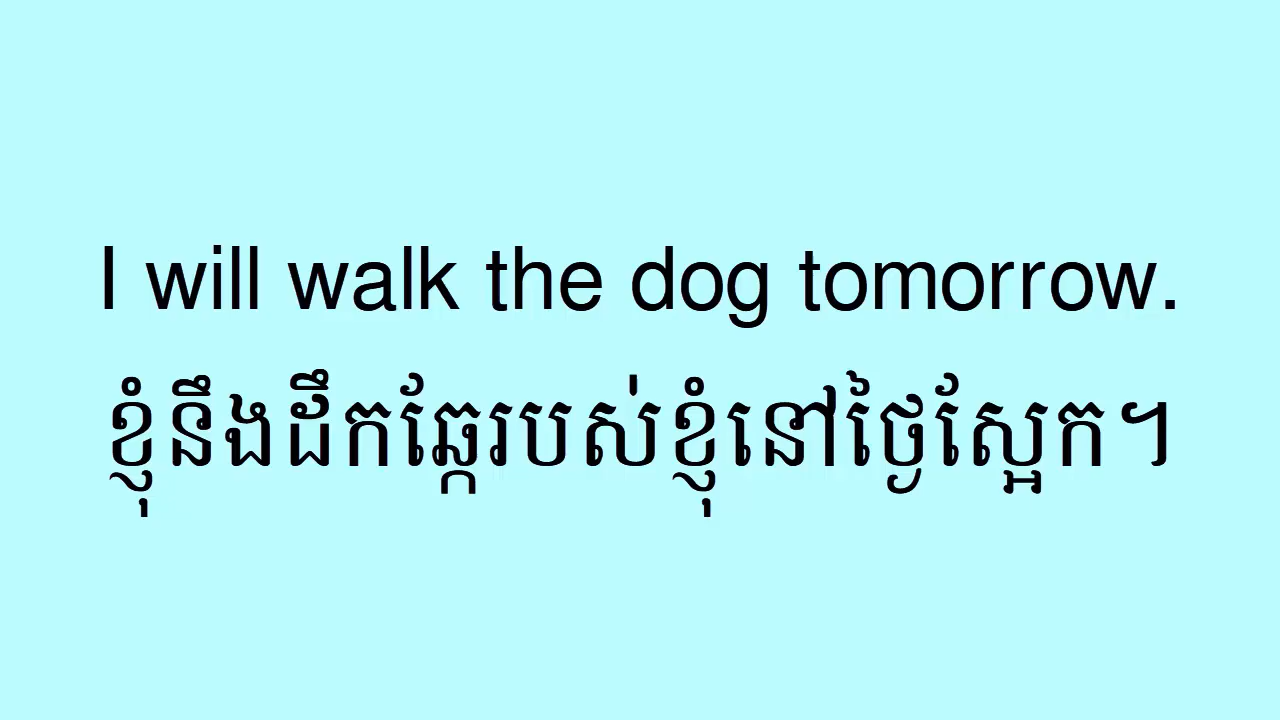 I will walk the dog tomorrow.
ខ្ញុំនឹងដឹកឆ្កែរបស់ខ្ញុំនៅថ្ងៃស្អែក។